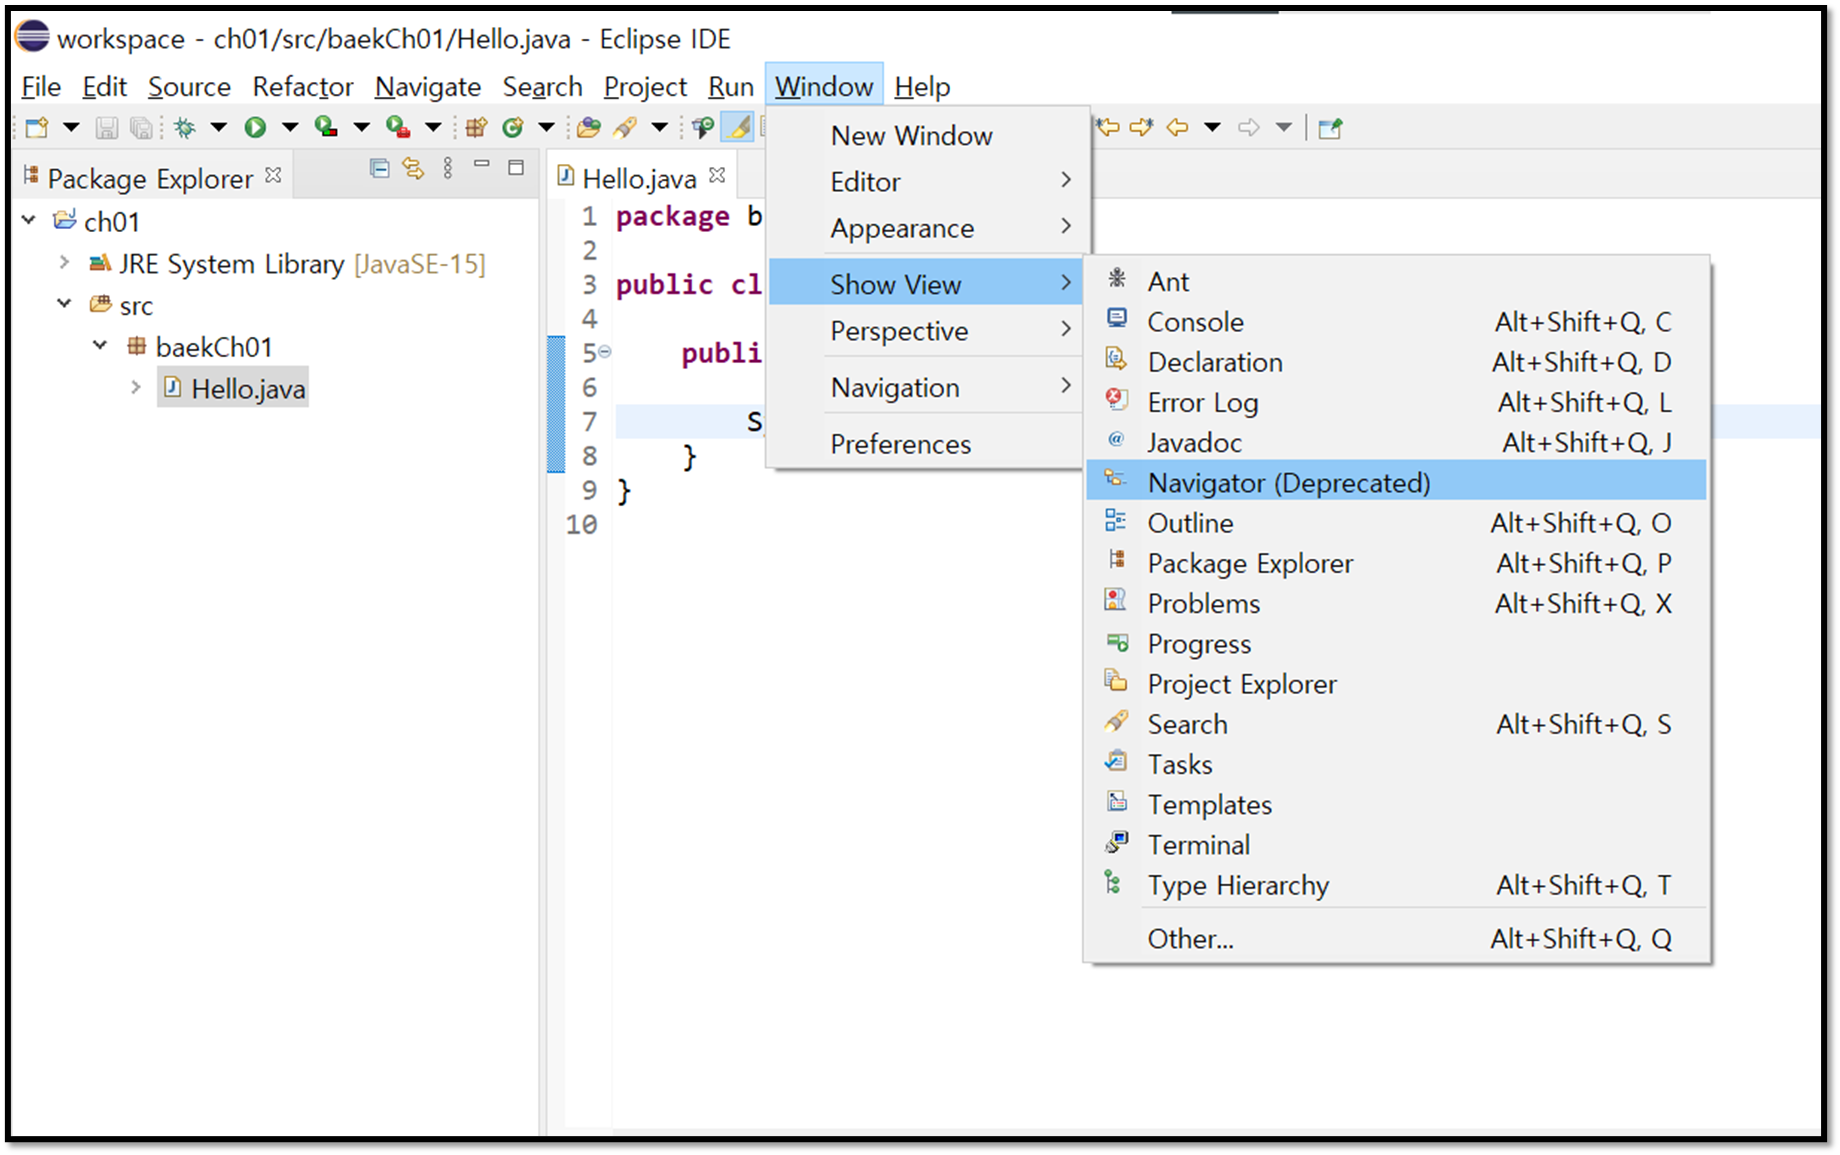 workspace - ch01/src/baekCh01/Hello.java - Eclipse IDE
File Edit Source Refactor Navigate Search Project Run Window Help
Package Explorer
ch01
JRE System Library [JavaSE-15]
src
baekCh01
Hello.java
Hello.java
1 package b
2
3 public cl
4
5 publi
6
7 S
8 }
9 }
10
New Window
Editor
Appearance
Show View
Perspective
Navigation
Preferences
Ant
Console Alt+Shift+Q, C
Declaration Alt+Shift+Q, D
Error Log Alt+Shift+Q, L
Javadoc Alt+Shift+Q, J
Navigator (Deprecated)
Outline Alt+Shift+Q, O
Package Explorer Alt+Shift+Q, P
Problems Alt+Shift+Q, X
Progress
Project Explorer
Search Alt+Shift+Q, S
Tasks
Templates
Terminal
Type Hierarchy Alt+Shift+Q, T
Other... Alt+Shift+Q, Q